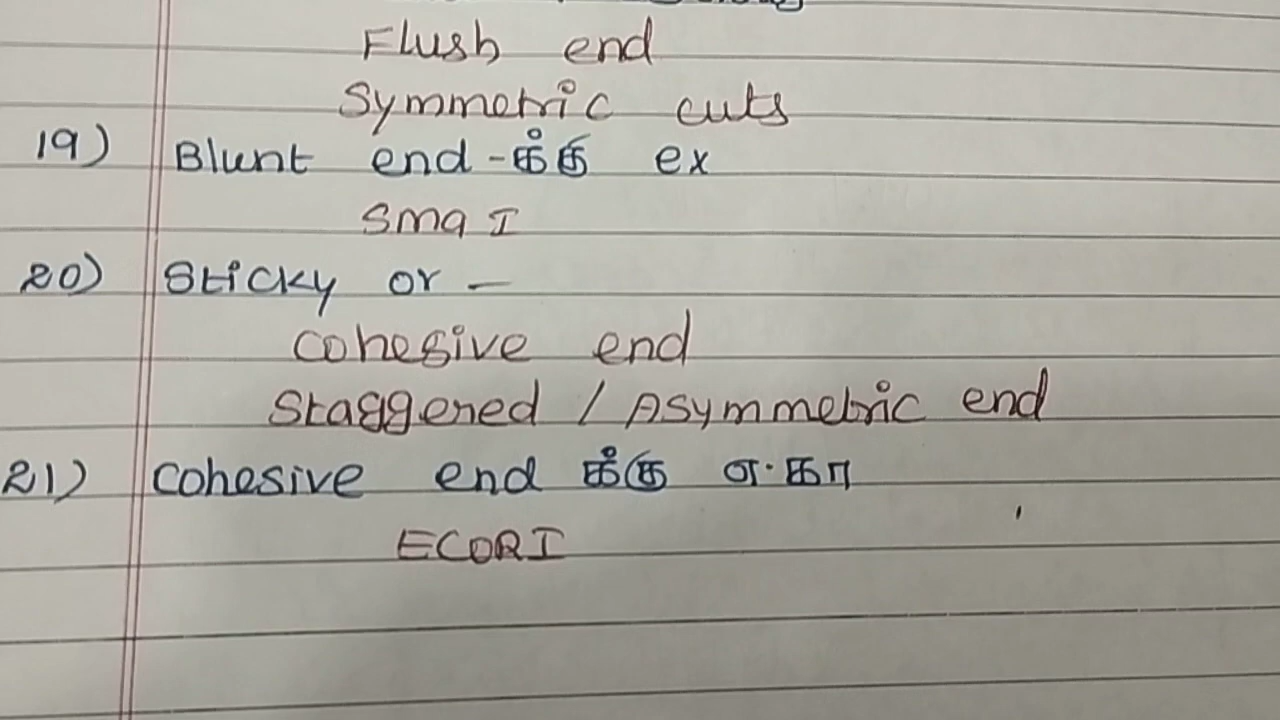 Flush end
Symmetric cuts
19) Blunt end - க்கு ex
Sma I
20) Sticky or —
Cohesive end
Staggered / Asymmetric end
21) Cohesive end க்கு எ.கா
ECORI